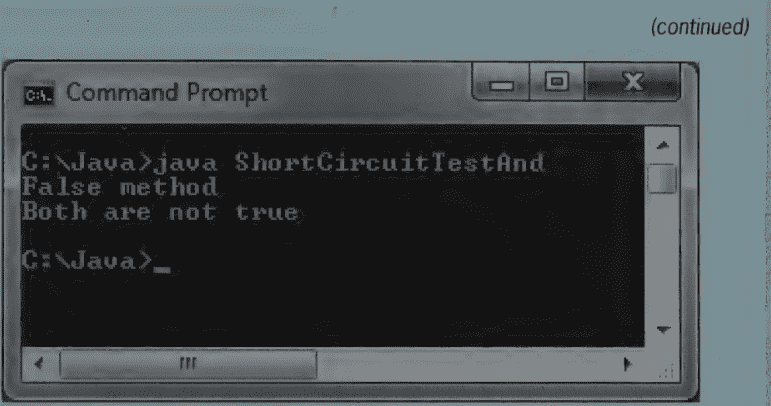 (continued)
Command Prompt
C:\Java>java ShortCircuitTestAnd
False method
Both are not true
C:\Java>_